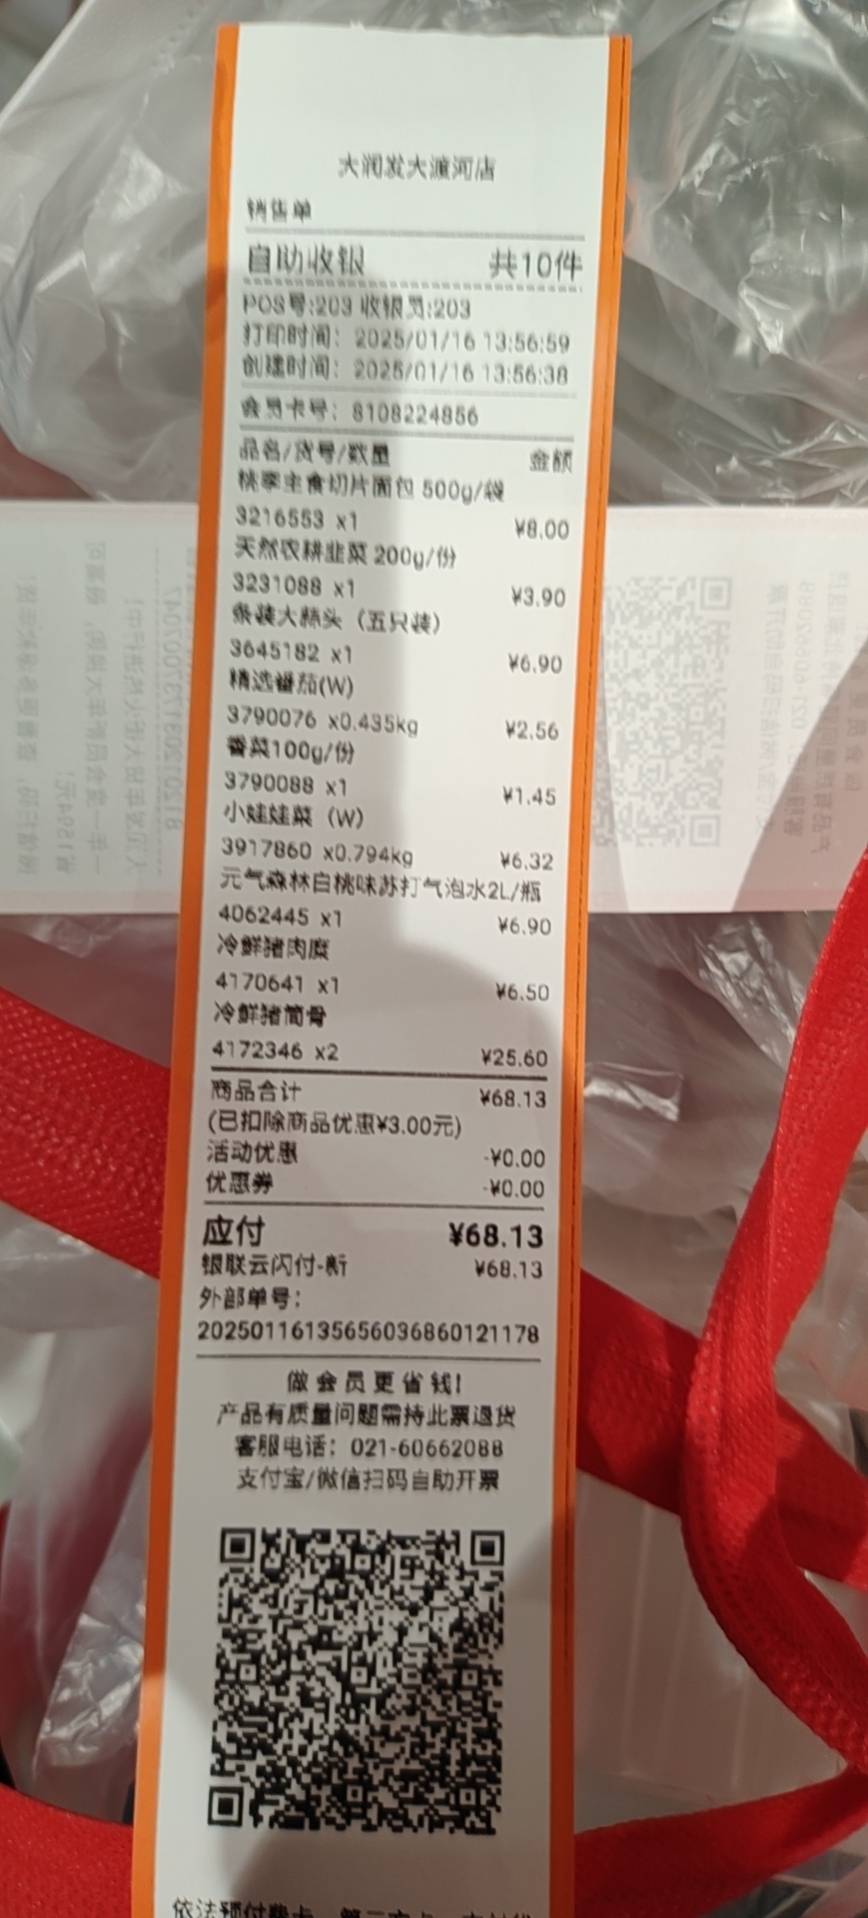 大润发大渡河店
销售单
自助收银 共10件
POS号:203 收银员:203
打印时间: 2025/01/16 13:56:59
创建时间: 2025/01/16 13:56:38
会员卡号: 8108224856
品名/货号/数量 金额
桃李主食切片面包 500g/袋
3216553 x1 ¥8.00
天然农耕韭菜 200g/份
3231088 x1 ¥3.90
条装大蒜头（五只装）
3645182 x1 ¥6.90
精选番茄(W)
3790076 x0.435kg ¥2.56
香菜100g/份
3790088 x1 ¥1.45
小娃娃菜（W）
3917860 x0.794kg ¥6.32
元气森林白桃味苏打气泡水2L/瓶
4062445 x1 ¥6.90
冷鲜猪肉糜
4170641 x1 ¥6.50
冷鲜猪筒骨
4172346 x2 ¥25.60
商品合计 ¥68.13
(已扣除商品优惠¥3.00元)
活动优惠 -¥0.00
优惠券 -¥0.00
应付 ¥68.13
银联云闪付-新 ¥68.13
外部单号:
2025011613565603686012​1178
做会员更省钱!
产品有质量问题需持此票退货
客服电话: 021-60662088
支付宝/微信扫码自助开票